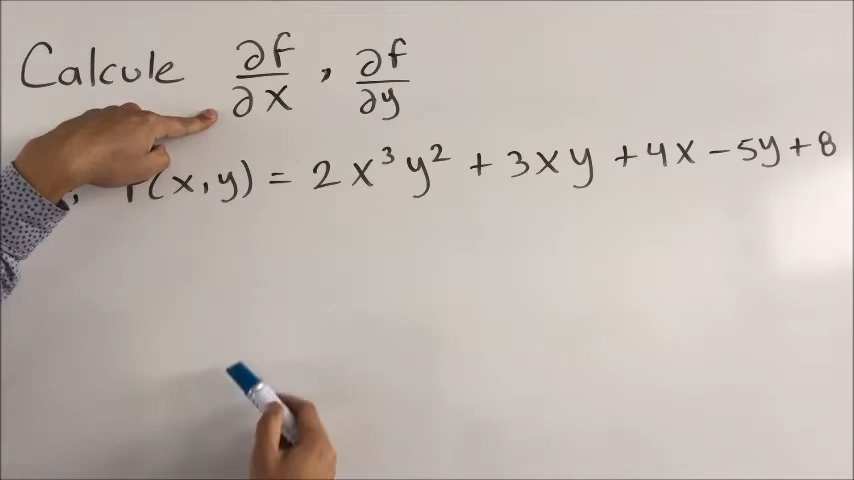 Calcule ∂f/∂x , ∂f/∂y
f(x,y) = 2x³y² + 3xy + 4x - 5y + 8